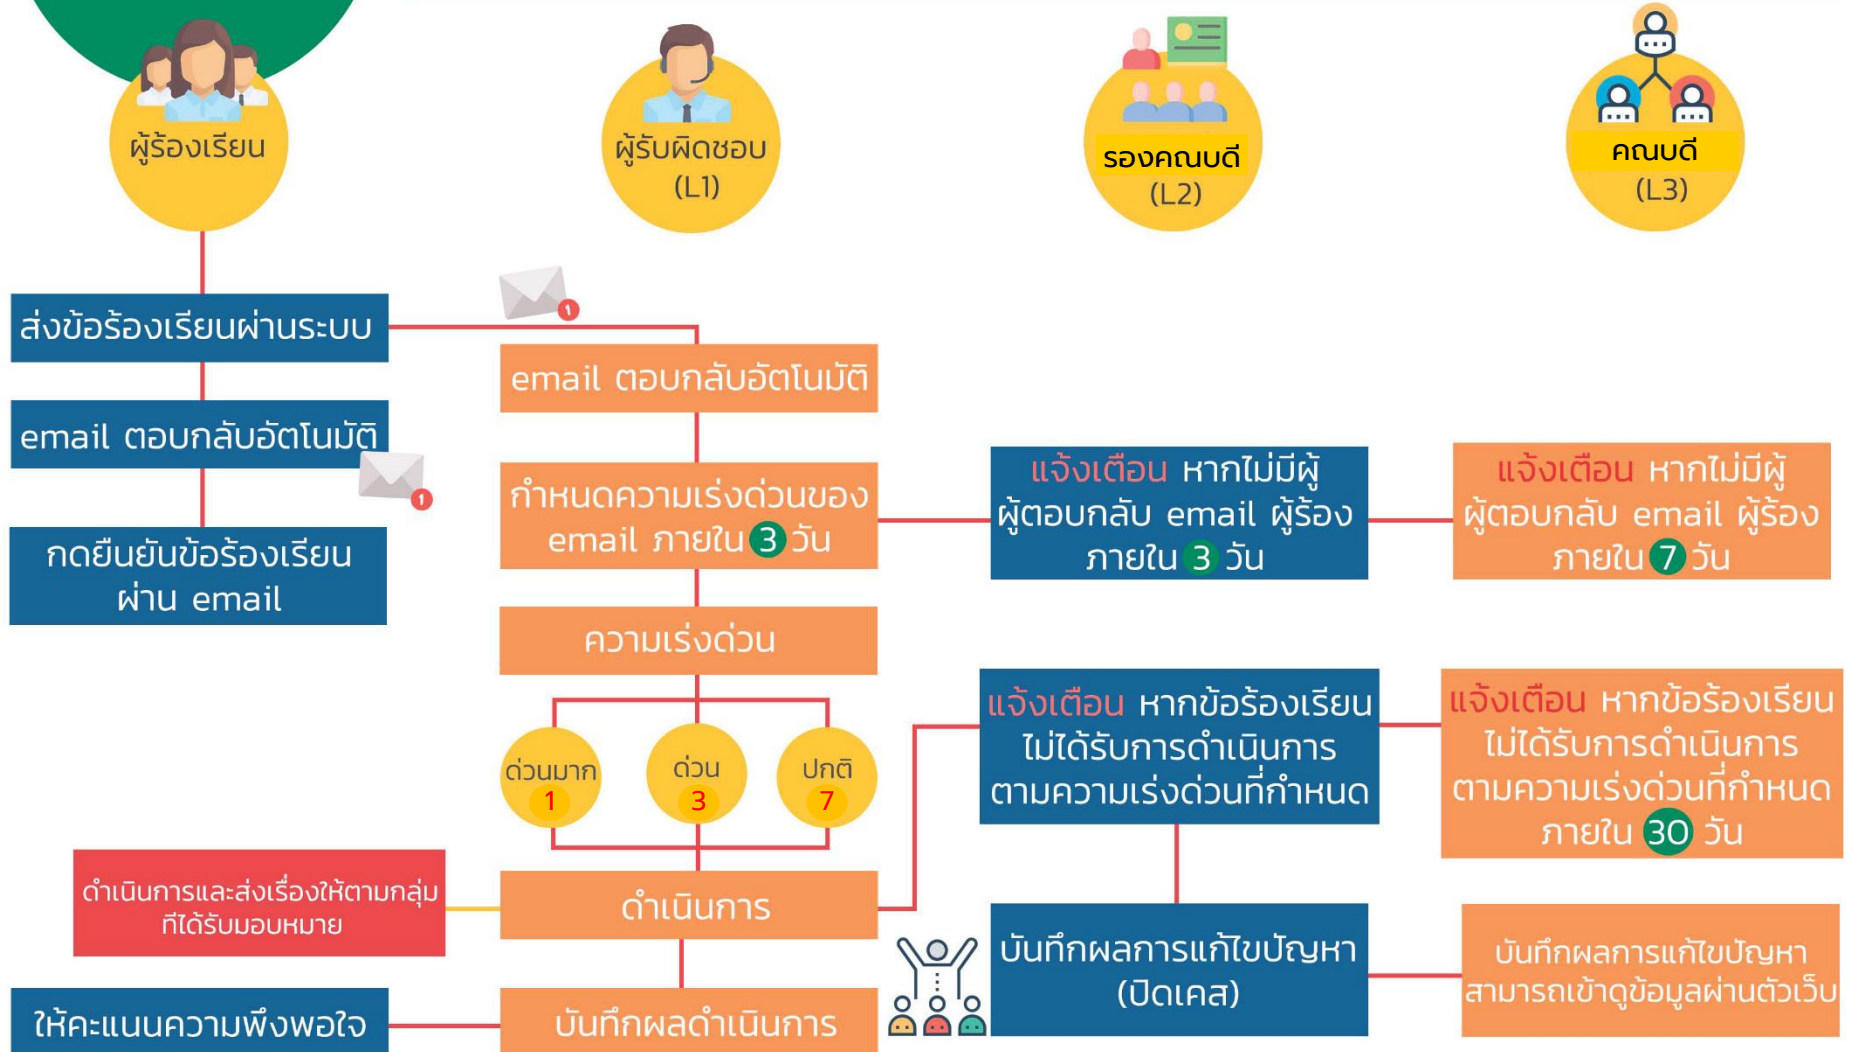 ผู้ร้องเรียน
ผู้รับผิดชอบ
(L1)
รองคณบดี
(L2)
คณบดี
(L3)
ส่งข้อร้องเรียนผ่านระบบ
1
email ตอบกลับอัตโนมัติ
email ตอบกลับอัตโนมัติ
1
กำหนดความเร่งด่วนของ
email ภายใน 3 วัน
แจ้งเตือน หากไม่มีผู้
ผู้ตอบกลับ email ผู้ร้อง
ภายใน 3 วัน
แจ้งเตือน หากไม่มีผู้
ผู้ตอบกลับ email ผู้ร้อง
ภายใน 7 วัน
กดยืนยันข้อร้องเรียน
ผ่าน email
ความเร่งด่วน
ด่วนมาก
1
ด่วน
3
ปกติ
7
แจ้งเตือน หากข้อร้องเรียน
ไม่ได้รับการดำเนินการ
ตามความเร่งด่วนที่กำหนด
แจ้งเตือน หากข้อร้องเรียน
ไม่ได้รับการดำเนินการ
ตามความเร่งด่วนที่กำหนด
ภายใน 30 วัน
ดำเนินการและส่งเรื่องให้ตามกลุ่ม
ทีได้รับมอบหมาย
ดำเนินการ
บันทึกผลการแก้ไขปัญหา
(ปิดเคส)
บันทึกผลการแก้ไขปัญหา
สามารถเข้าดูข้อมูลผ่านตัวเว็บ
ให้คะแนนความพึงพอใจ
บันทึกผลดำเนินการ